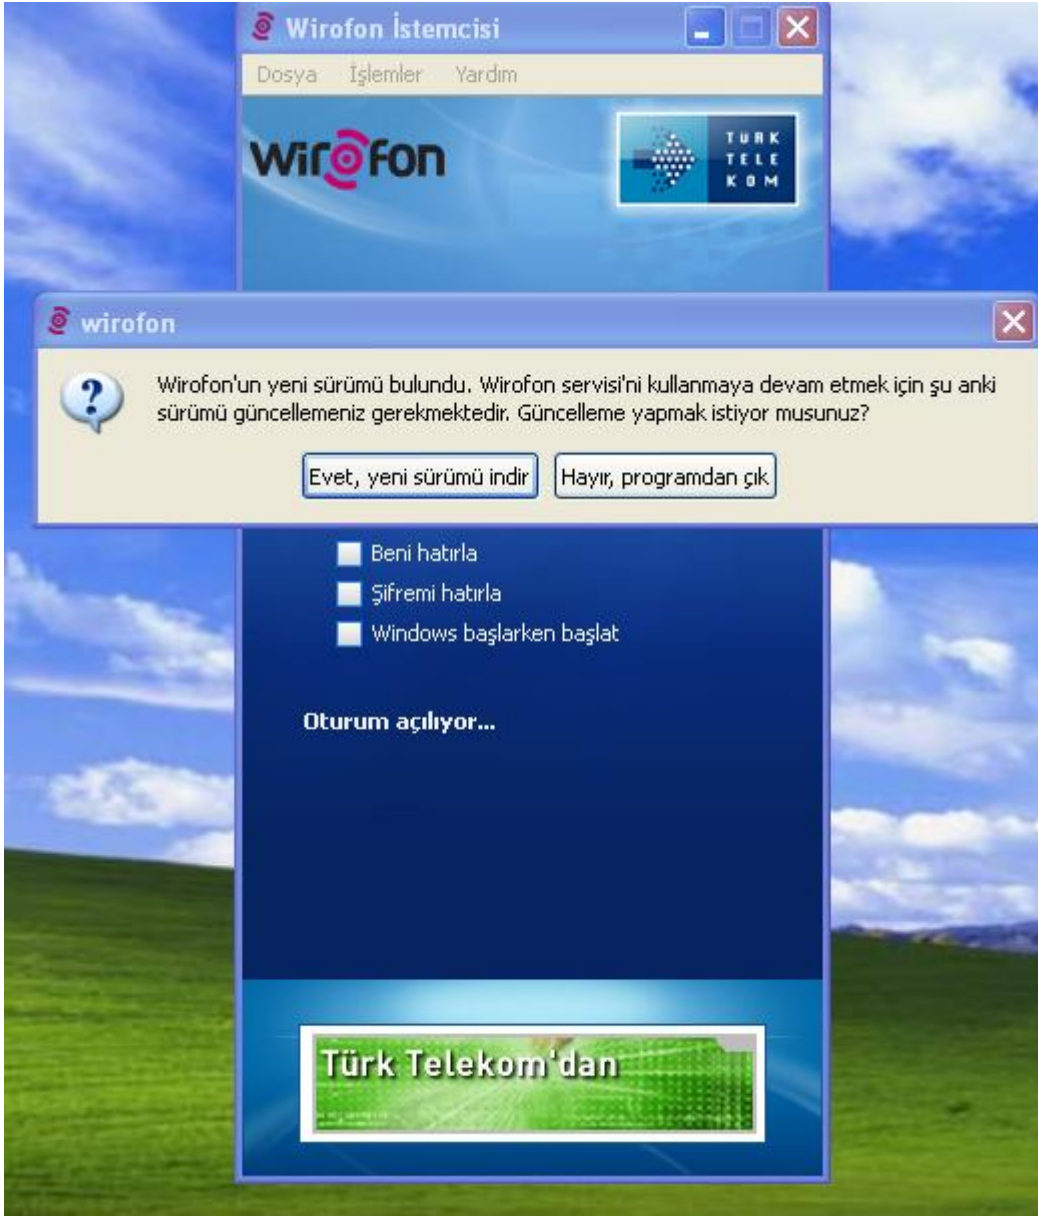 Wirofon İstemcisi
Dosya İşlemler Yardım
wirofon
TÜRK
TELE
KOM
wirofon
Wirofon'un yeni sürümü bulundu. Wirofon servisi'ni kullanmaya devam etmek için şu anki
sürümü güncellemeniz gerekmektedir. Güncelleme yapmak istiyor musunuz?
Evet, yeni sürümü indir Hayır, programdan çık
Beni hatırla
Şifremi hatırla
Windows başlarken başlat
Oturum açılıyor...
Türk Telekom'dan